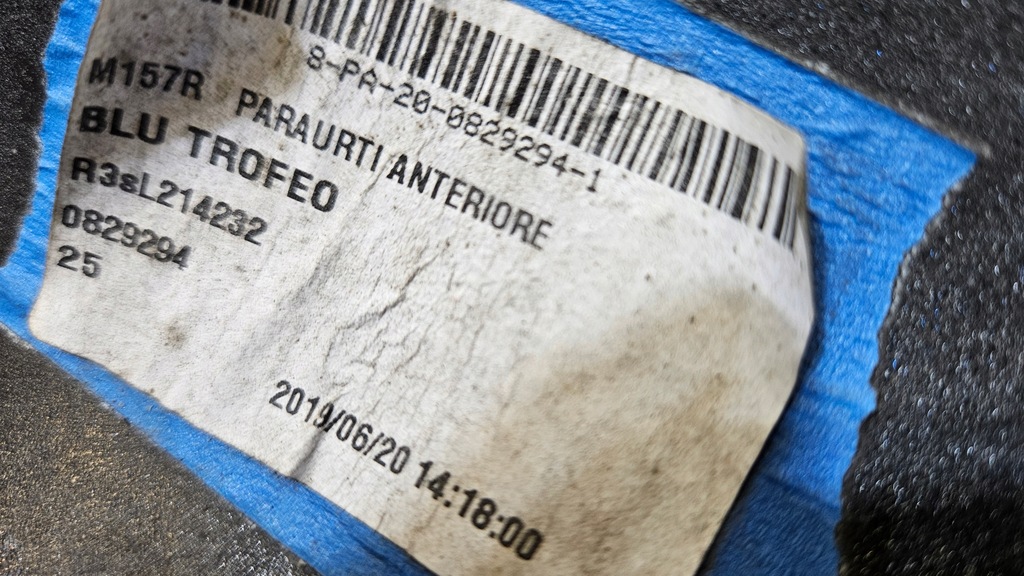 8-PA-20-0829294-1
M157R PARAURTI ANTERIORE
BLU TROFEO
R3sL214232
0829294
25
2019/06/20 14:18:00